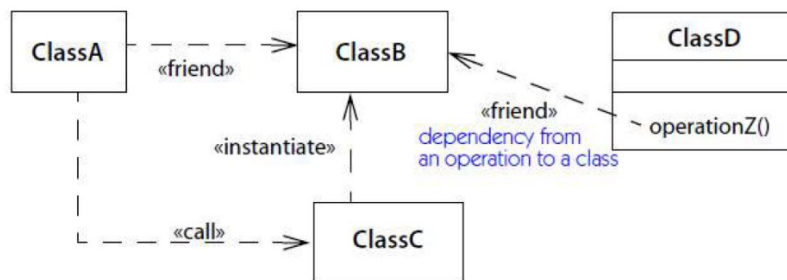 ClassA
«friend»
ClassB
ClassD
«friend»
operationZ()
dependency from
an operation to a class
«instantiate»
«call»
ClassC